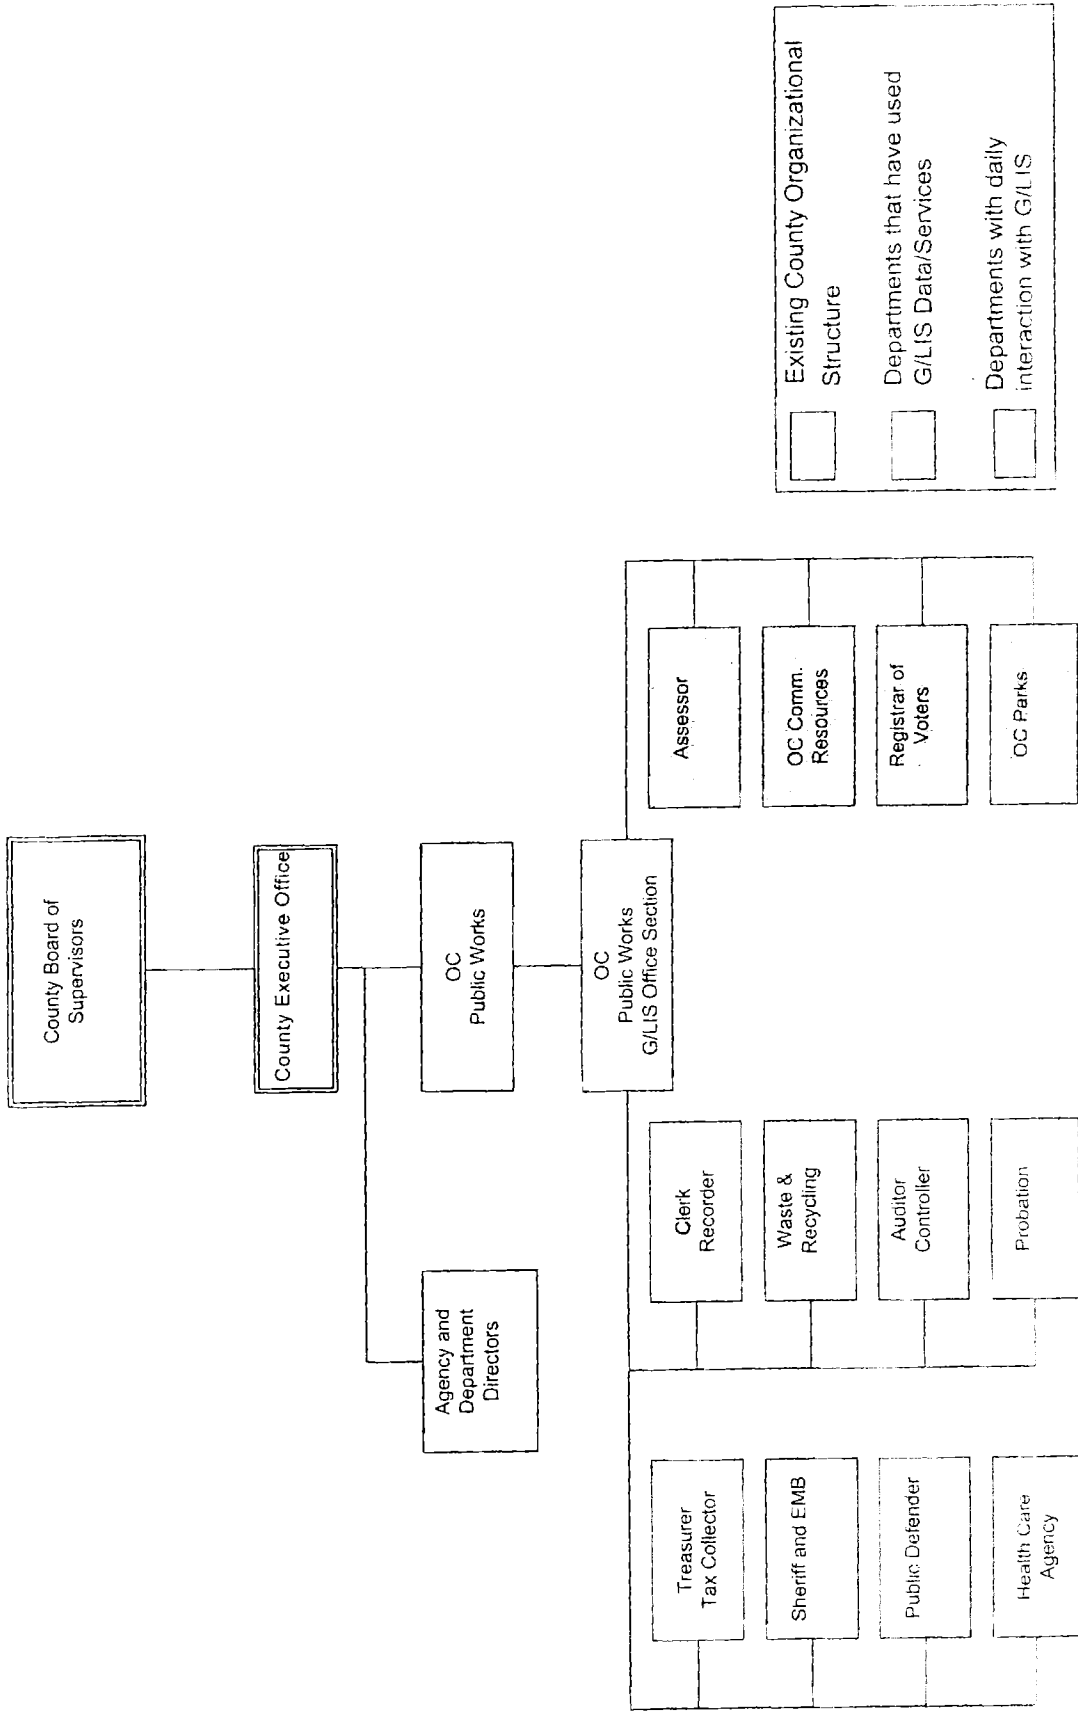 County Board of
Supervisors
County Executive Office
Agency and
Department
Directors
OC
Public Works
OC
Public Works
G/LIS Office Section
Treasurer
Tax Collector
Sheriff and EMB
Public Defender
Health Care
Agency
Clerk
Recorder
Waste &
Recycling
Auditor
Controller
Probation
Assessor
OC Comm.
Resources
Registrar of
Voters
OC Parks
Existing County Organizational
Structure
Departments that have used
G/LIS Data/Services
Departments with daily
interaction with G/LIS